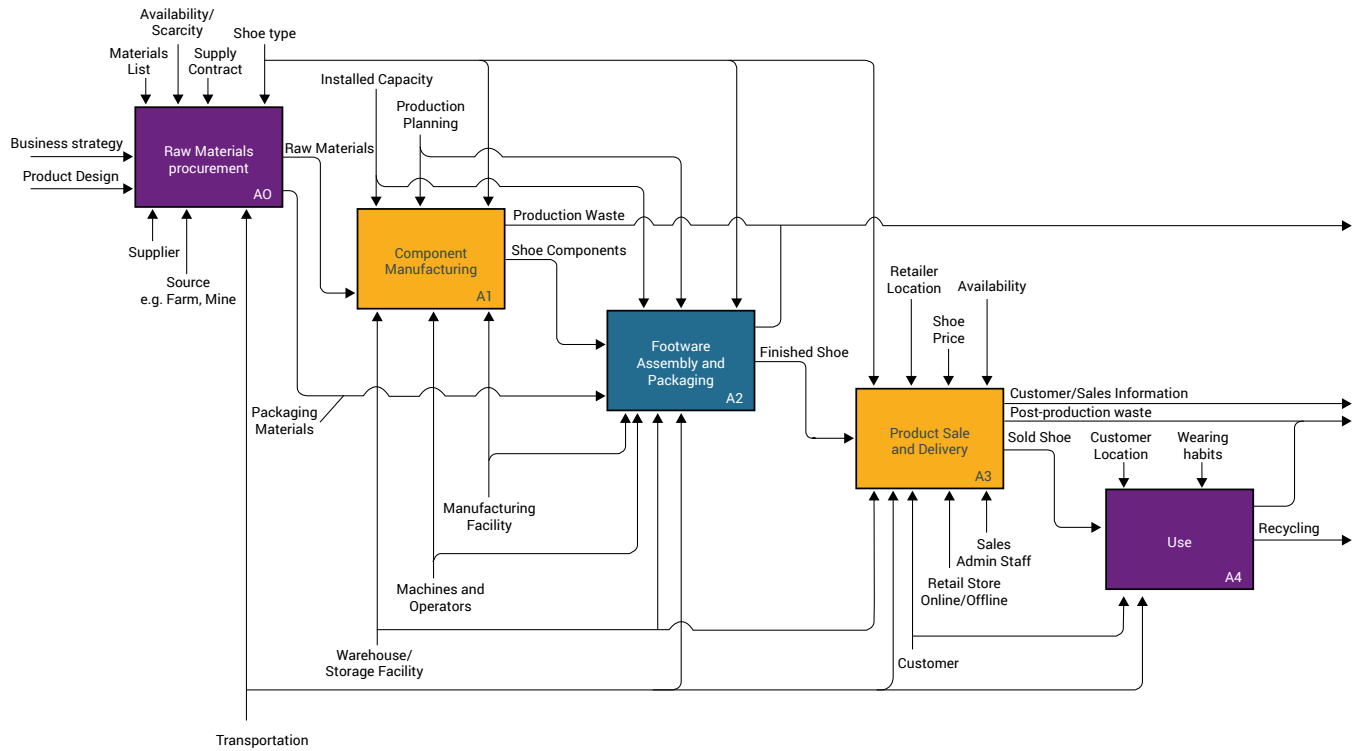 Availability/
Scarcity
Shoe type
Materials
List
Supply
Contract
Installed Capacity
Production
Planning
Business strategy
Product Design
Raw Materials
procurement
A0
Raw Materials
Supplier
Source
e.g. Farm, Mine
Production Waste
Component
Manufacturing
A1
Shoe Components
Retailer
Location
Availability
Shoe
Price
Footware
Assembly and
Packaging
A2
Finished Shoe
Packaging
Materials
Customer/Sales Information
Post-production waste
Product Sale
and Delivery
A3
Sold Shoe
Customer
Location
Wearing
habits
Manufacturing
Facility
Use
A4
Recycling
Sales
Admin Staff
Machines and
Operators
Retail Store
Online/Offline
Warehouse/
Storage Facility
Customer
Transportation